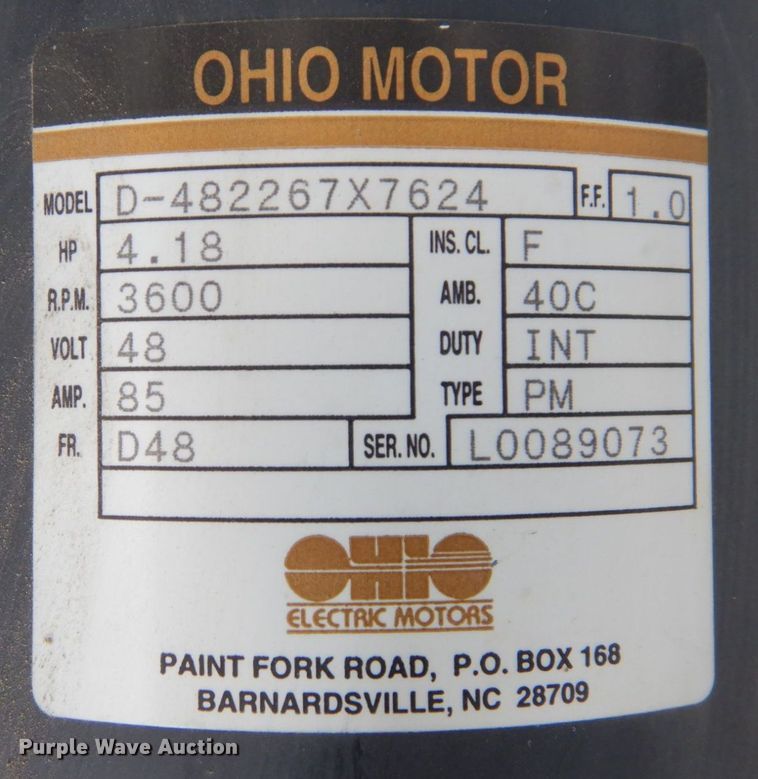 OHIO MOTOR
MODEL D-482267X7624 F.F. 1.0
HP 4.18 INS. CL. F
R.P.M. 3600 AMB. 40C
VOLT 48 DUTY INT
AMP. 85 TYPE PM
FR. D48 SER. NO. L0089073
OHIO
ELECTRIC MOTORS
PAINT FORK ROAD, P.O. BOX 168
BARNARDSVILLE, NC 28709
Purple Wave Auction